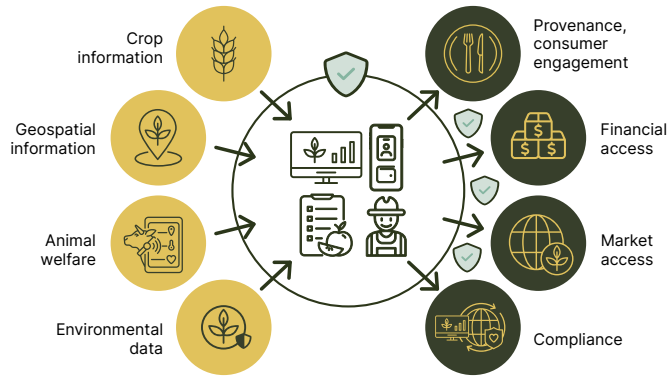 Crop
information
Geospatial
information
Animal
welfare
Environmental
data
Provenance,
consumer
engagement
$
$ $
Financial
access
Market
access
Compliance